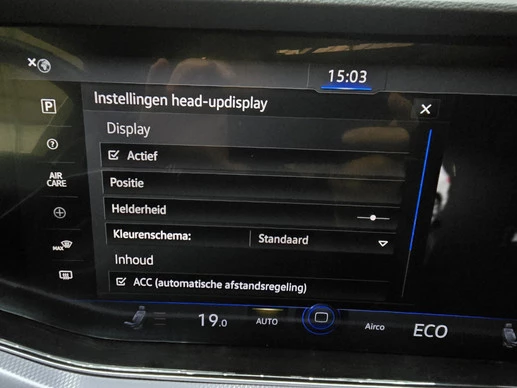 15:03
Instellingen head-updisplay
Display
Actief
Positie
AIR
CARE
Helderheid
MAX
Kleurenschema: Standaard
Inhoud
ACC (automatische afstandsregeling)
19.0 AUTO Airco ECO